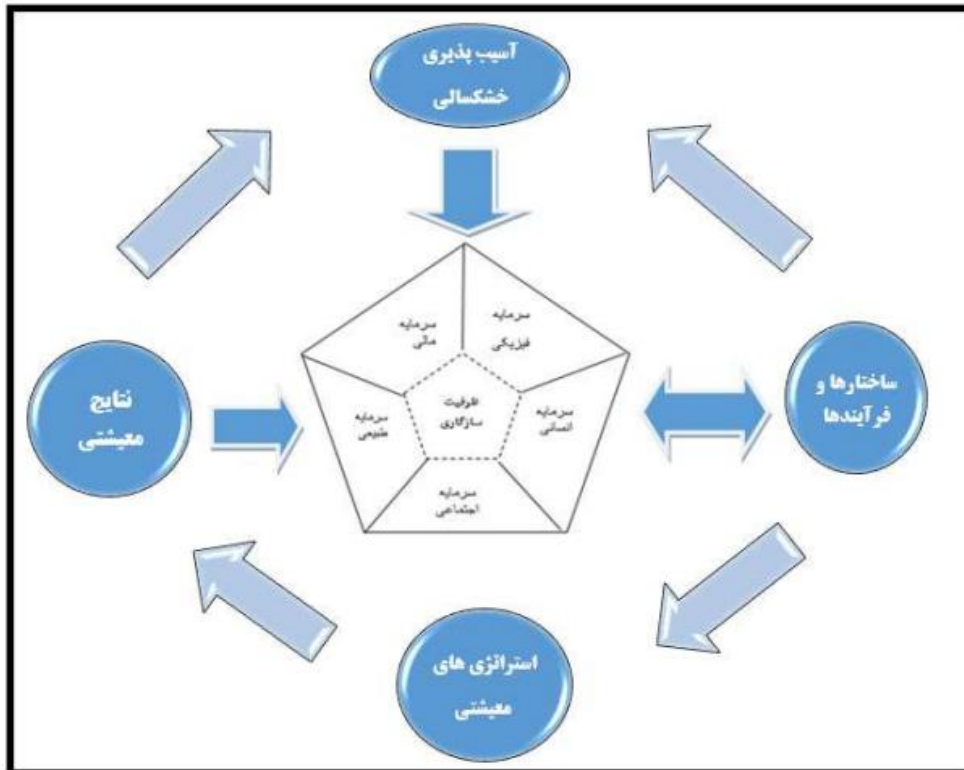 آسیب پذیری
خشکسالی
سرمایه
فیزیکی
سرمایه
مالی
ساختارها و
فرآیندها
نتایج
معیشتی
ظرفیت
سازگاری
سرمایه
انسانی
سرمایه
طبیعی
سرمایه
اجتماعی
استراتژی های
معیشتی